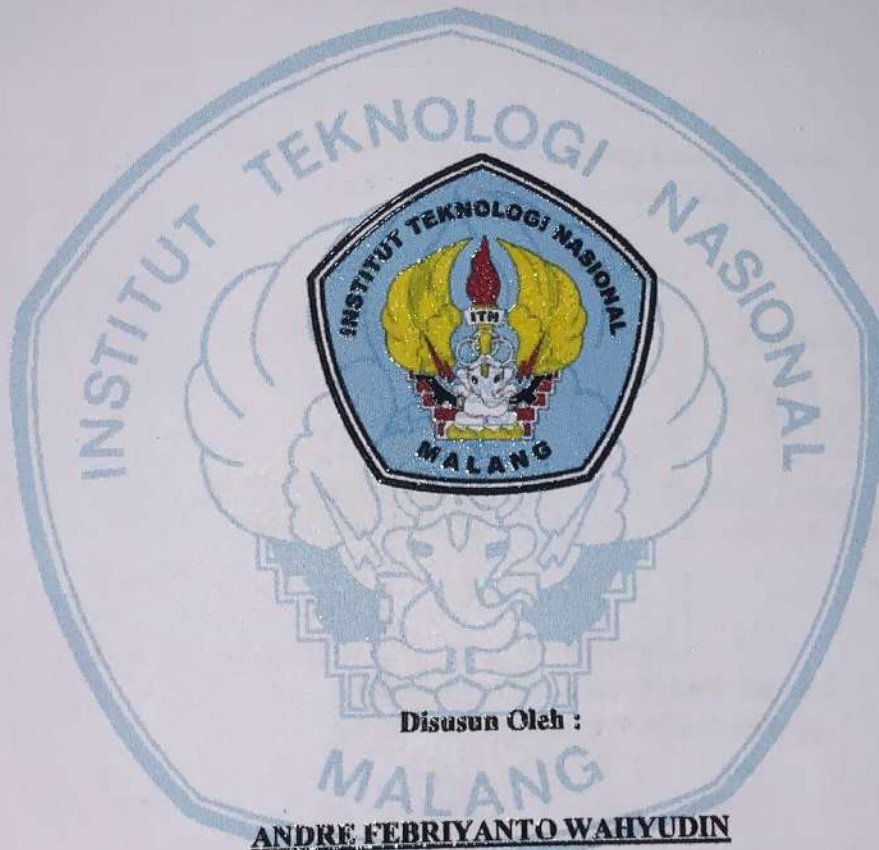 INSTITUT TEKNOLOGI NASIONAL
INSTITUT TEKNOLOGI NASIONAL
ITN
MALANG
Disusun Oleh :
MALANG
ANDRE FEBRIYANTO WAHYUDIN